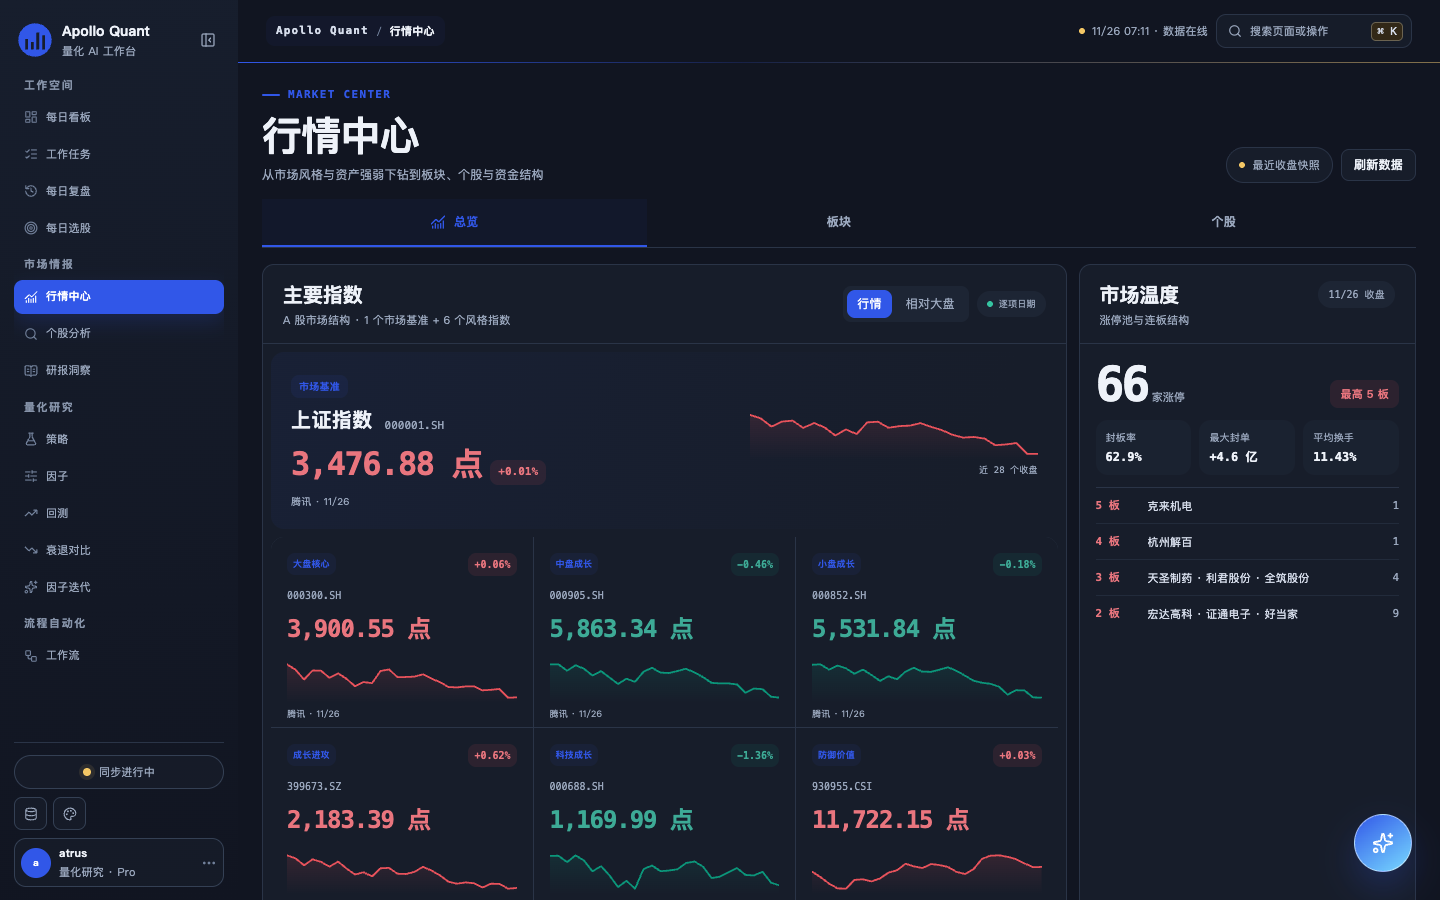 Apollo Quant
量化 AI 工作台
工作空间
每日看板
工作任务
每日复盘
每日选股
市场情报
行情中心
个股分析
研报洞察
量化研究
策略
因子
回测
衰退对比
因子迭代
流程自动化
工作流
同步进行中
a
atrus
量化研究 · Pro
Apollo Quant / 行情中心
11/26 07:11 · 数据在线
搜索页面或操作
⌘ K
MARKET CENTER
行情中心
从市场风格与资产强弱下钻到板块、个股与资金结构
最近收盘快照
刷新数据
总览
板块
个股
主要指数
A 股市场结构 · 1 个市场基准 + 6 个风格指数
行情
相对大盘
逐项日期
市场基准
上证指数 000001.SH
3,476.88 点 +0.01%
腾讯 · 11/26
近 28 个收盘
大盘核心
+0.06%
000300.SH
3,900.55 点
腾讯 · 11/26
中盘成长
−0.46%
000905.SH
5,863.34 点
腾讯 · 11/26
小盘成长
−0.18%
000852.SH
5,531.84 点
腾讯 · 11/26
成长进攻
+0.62%
399673.SZ
2,183.39 点
科技成长
−1.36%
000688.SH
1,169.99 点
防御价值
+0.03%
930955.CSI
11,722.15 点
市场温度
11/26 收盘
涨停池与连板结构
66 家涨停
最高 5 板
封板率
62.9%
最大封单
+4.6 亿
平均换手
11.43%
5 板 克来机电 1
4 板 杭州解百 1
3 板 天圣制药 · 利君股份 · 全筑股份 4
2 板 宏达高科 · 证通电子 · 好当家 9